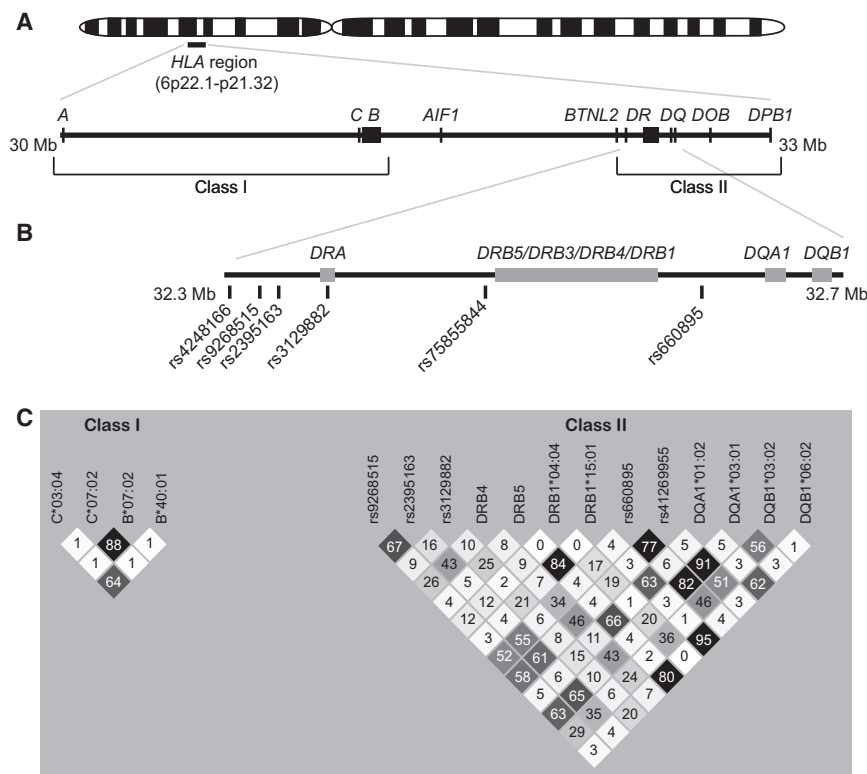 A
HLA region
(6p22.1-p21.32)
A C B AIF1 BTNL2 DR DQ DOB DPB1
30 Mb 33 Mb
Class I Class II
B
DRA DRB5/DRB3/DRB4/DRB1 DQA1 DQB1
32.3 Mb 32.7 Mb
rs4248166
rs9268515
rs2395163
rs3129882
rs75855844
rs660895
C
Class I
C*03:04
C*07:02
B*07:02
B*40:01
1 88 1
1 1
64
Class II
rs9268515
rs2395163
rs3129882
DRB4
DRB5
DRB1*04:04
DRB1*15:01
rs660895
rs41269955
DQA1*01:02
DQA1*03:01
DQB1*03:02
DQB1*06:02
67 16 10 8 0 0 4 77 5 5 56 1
9 43 25 9 84 17 3 6 91 3 3
26 5 2 7 4 19 63 82 51 62
4 12 21 34 4 1 3 46 3
12 4 6 46 66 20 1 4
3 55 8 11 4 36 95
52 61 15 43 2 0
58 6 10 24 80
5 65 6 7
63 35 20
29 4
3